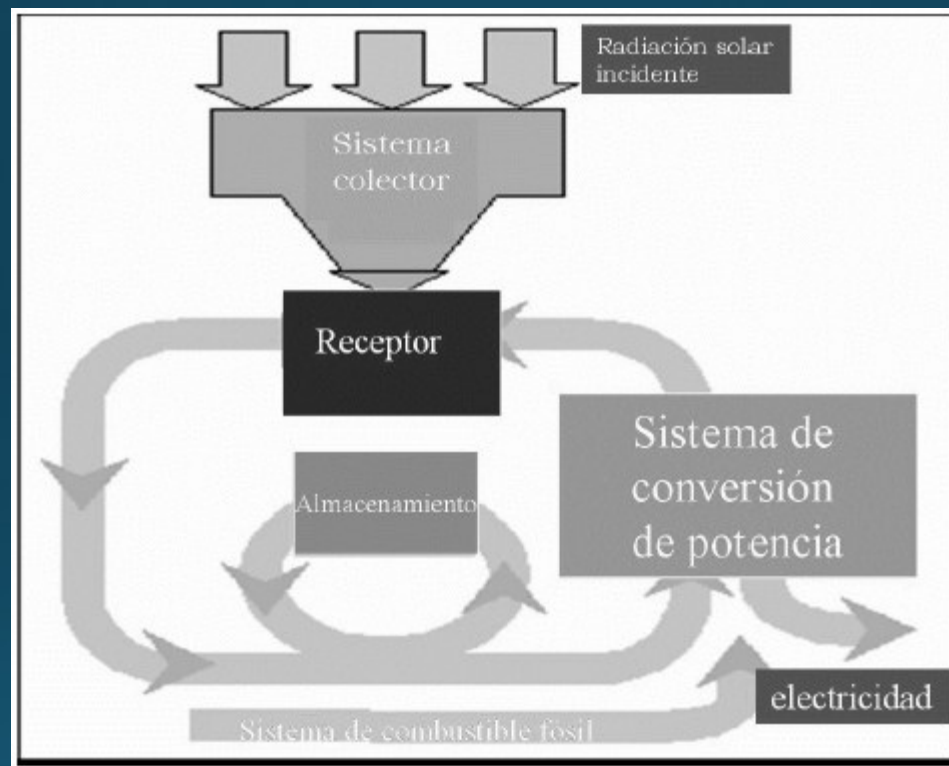 Radiación solar
incidente
Sistema
colector
Receptor
Almacenamiento
Sistema de
conversión
de potencia
electricidad
Sistema de combustible fosil